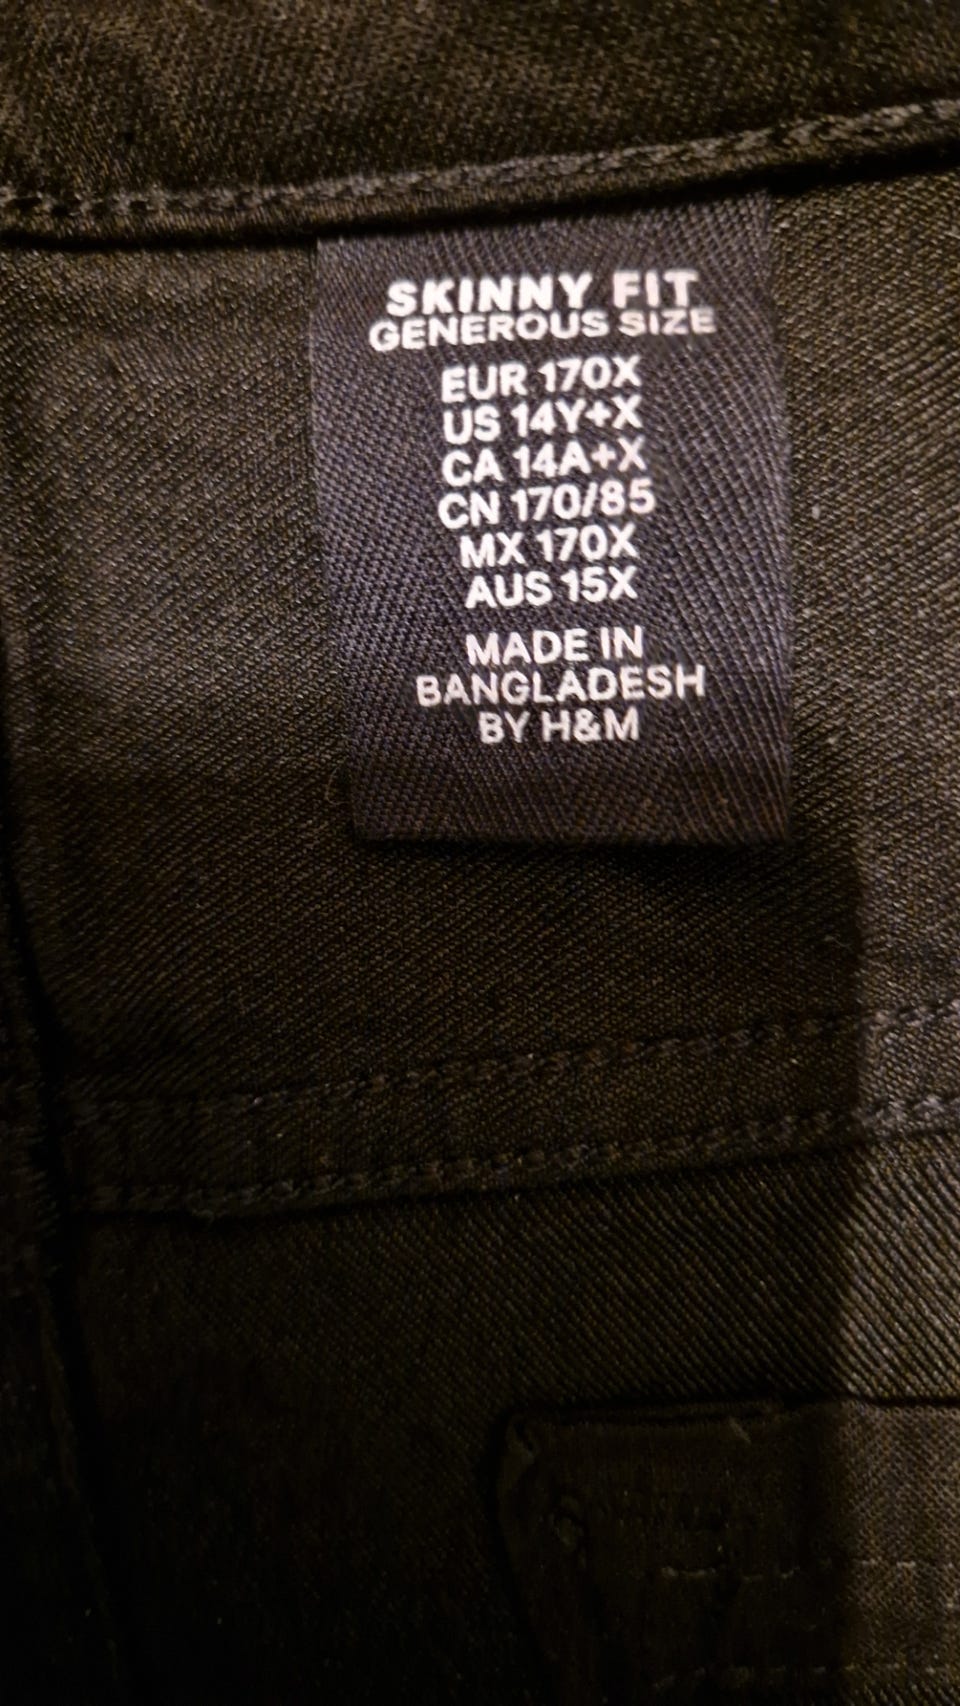 SKINNY FIT
GENEROUS SIZE
EUR 170X
US 14Y+X
CA 14A+X
CN 170/85
MX 170X
AUS 15X
MADE IN
BANGLADESH
BY H&M